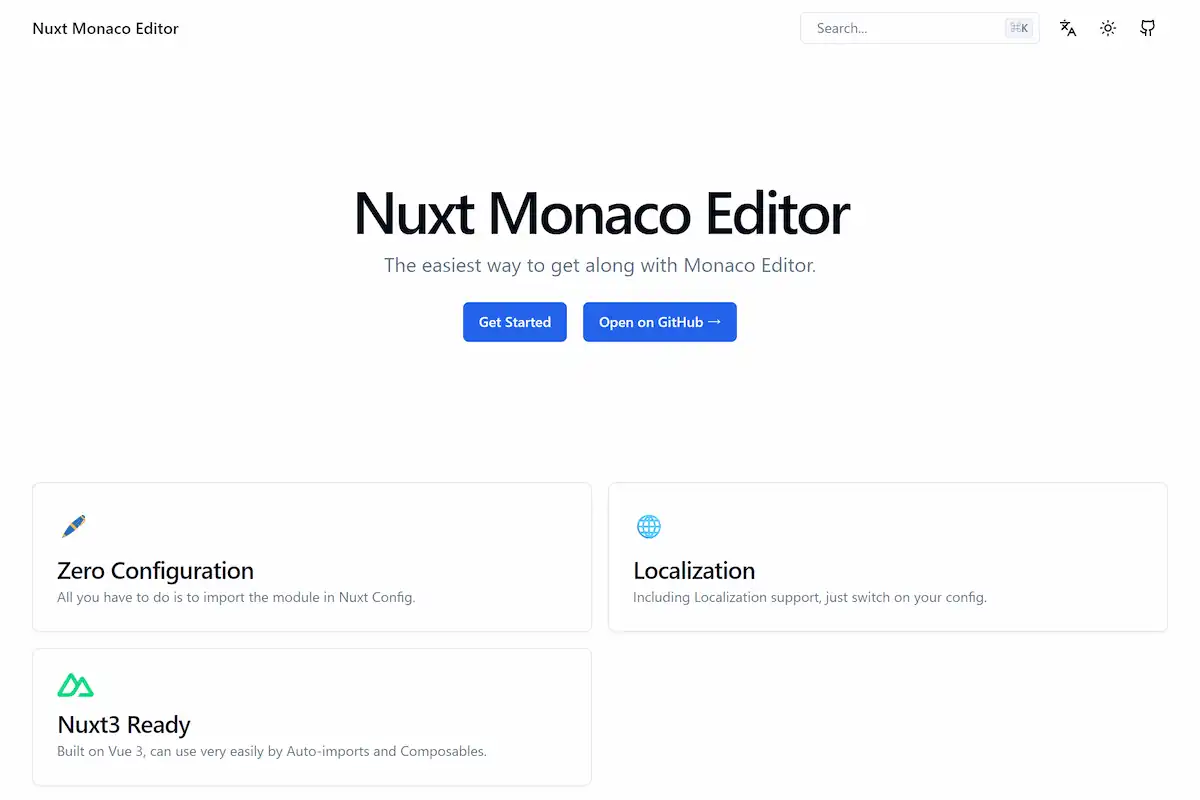 Nuxt Monaco Editor
Search...
⌘K
Nuxt Monaco Editor
The easiest way to get along with Monaco Editor.
Get Started
Open on GitHub →
Zero Configuration
All you have to do is to import the module in Nuxt Config.
Localization
Including Localization support, just switch on your config.
Nuxt3 Ready
Built on Vue 3, can use very easily by Auto-imports and Composables.